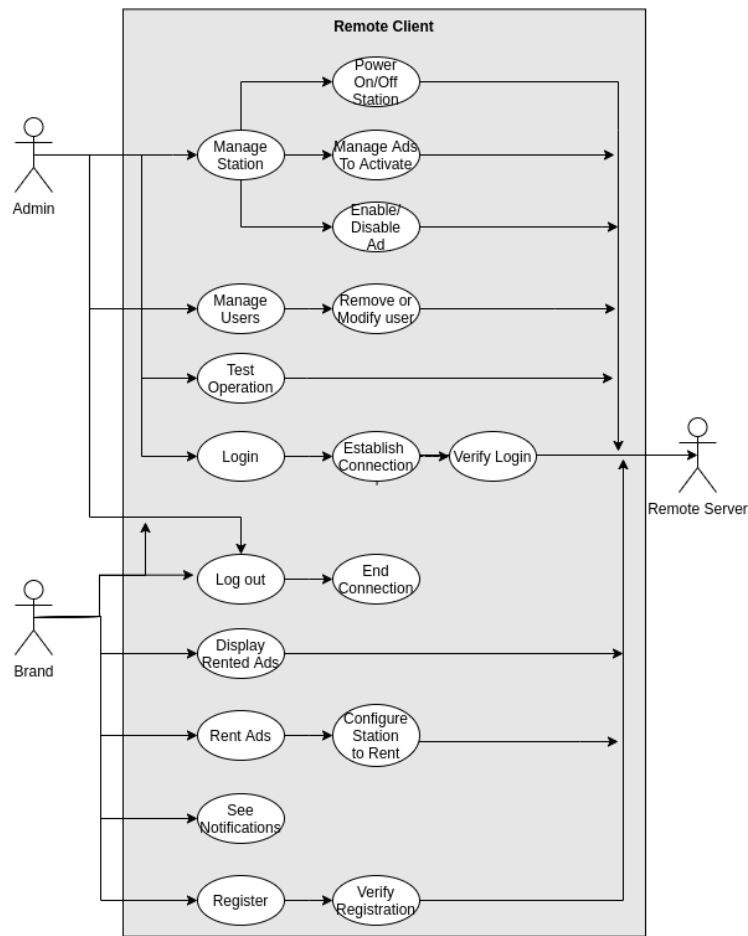 Remote Client
Power
On/Off
Station
Manage
Station
Manage Ads
To Activate
Admin
Enable/
Disable
Ad
Manage
Users
Remove or
Modify user
Test
Operation
Login
Establish
Connection
Verify Login
Remote Server
Log out
End
Connection
Brand
Display
Rented Ads
Rent Ads
Configure
Station
to Rent
See
Notifications
Register
Verify
Registration